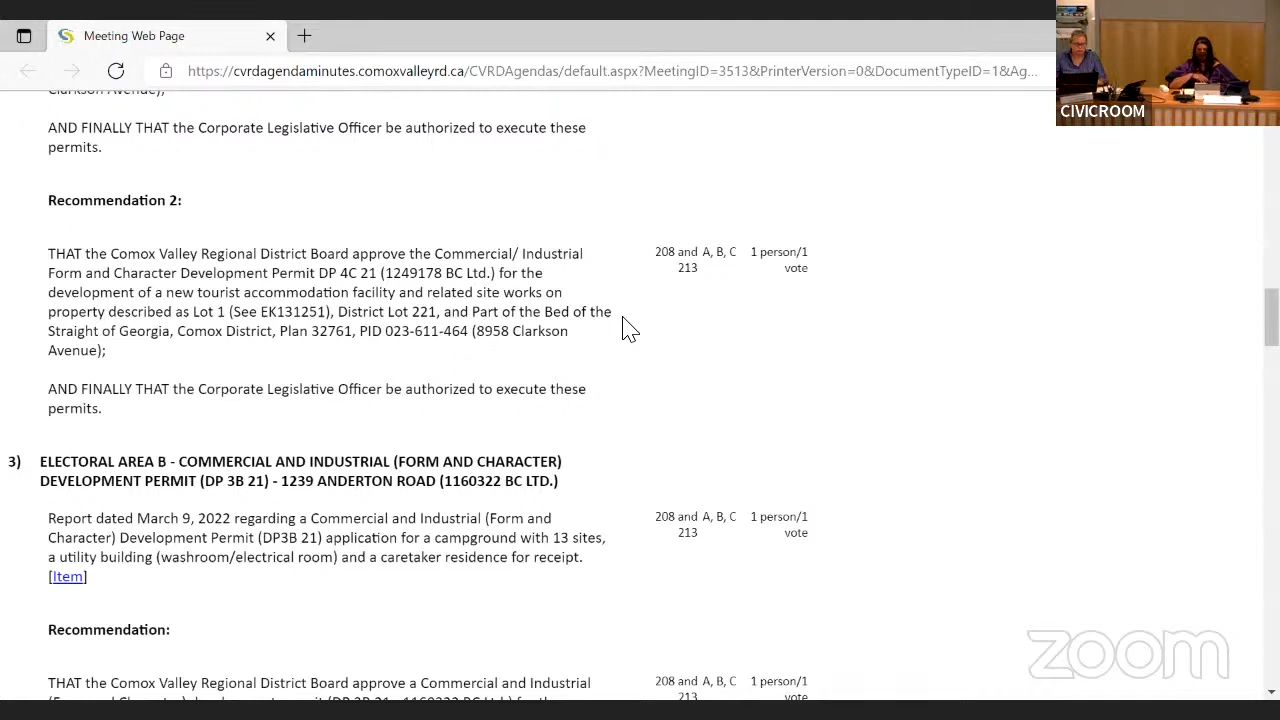 Meeting Web Page
https://cvrdagendaminutes.comoxvalleyrd.ca/CVRDAgendas/default.aspx?MeetingID=3513&PrinterVersion=0&DocumentTypeID=1&Ag...
CIVICROOM
Clarkson Avenue);
AND FINALLY THAT the Corporate Legislative Officer be authorized to execute these
permits.
Recommendation 2:
THAT the Comox Valley Regional District Board approve the Commercial/ Industrial
Form and Character Development Permit DP 4C 21 (1249178 BC Ltd.) for the
development of a new tourist accommodation facility and related site works on
property described as Lot 1 (See EK131251), District Lot 221, and Part of the Bed of the
Straight of Georgia, Comox District, Plan 32761, PID 023-611-464 (8958 Clarkson
Avenue);
208 and A, B, C 1 person/1
213 vote
AND FINALLY THAT the Corporate Legislative Officer be authorized to execute these
permits.
3) ELECTORAL AREA B - COMMERCIAL AND INDUSTRIAL (FORM AND CHARACTER)
DEVELOPMENT PERMIT (DP 3B 21) - 1239 ANDERTON ROAD (1160322 BC LTD.)
Report dated March 9, 2022 regarding a Commercial and Industrial (Form and
Character) Development Permit (DP3B 21) application for a campground with 13 sites,
a utility building (washroom/electrical room) and a caretaker residence for receipt.
[Item]
208 and A, B, C 1 person/1
213 vote
Recommendation:
THAT the Comox Valley Regional District Board approve a Commercial and Industrial
208 and A, B, C 1 person/1
213 vote
zoom